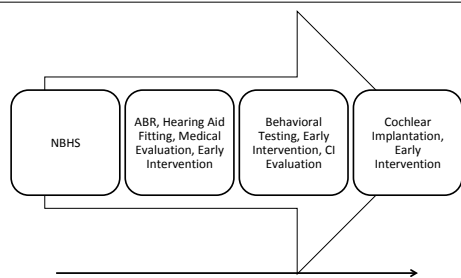 NBHS
ABR, Hearing Aid
Fitting, Medical
Evaluation, Early
Intervention
Behavioral
Testing, Early
Intervention, CI
Evaluation
Cochlear
Implantation,
Early
Intervention